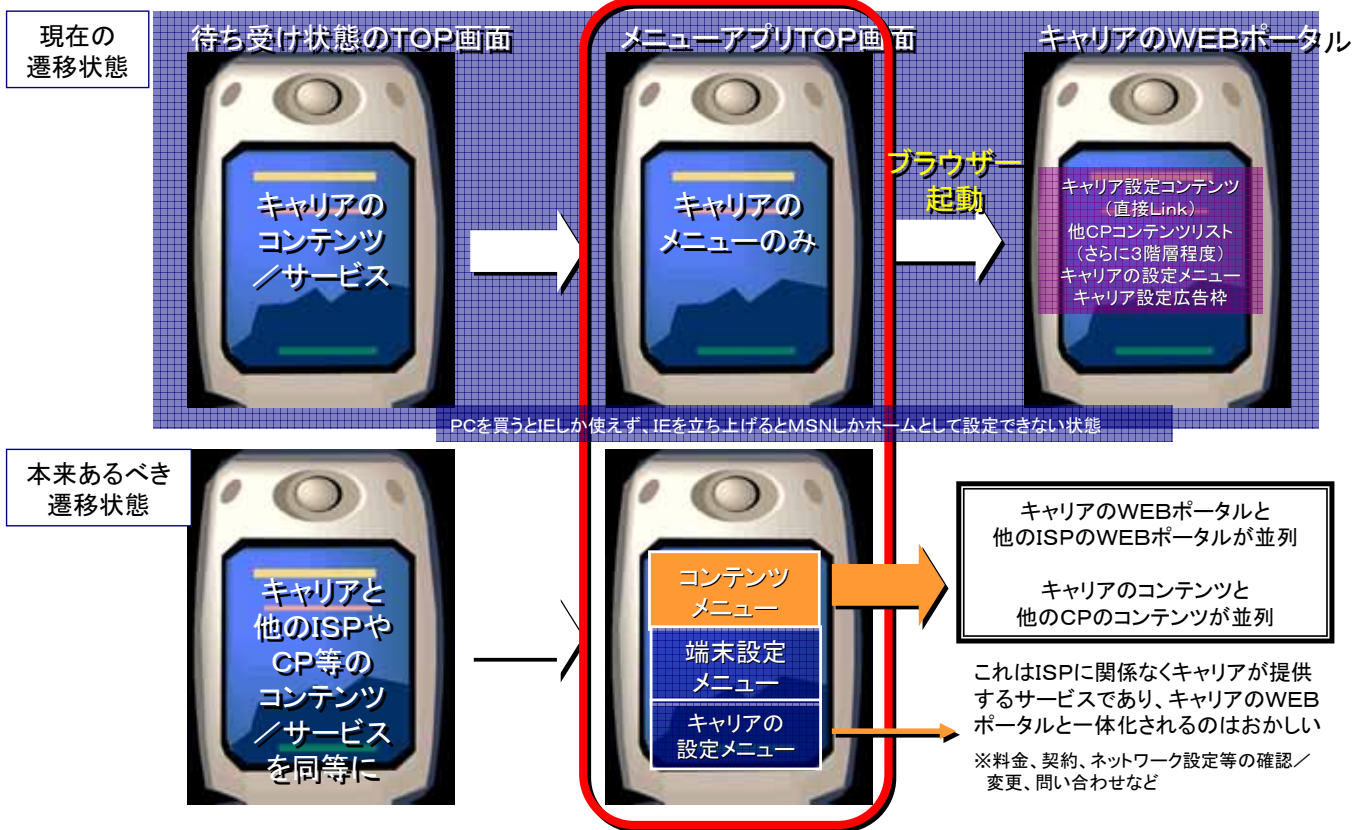 現在の
遷移状態
待ち受け状態のTOP画面
メニューアプリTOP画面
キャリアのWEBポータル
キャリアの
コンテンツ
／サービス
キャリアの
メニューのみ
ブラウザー
起動
キャリア設定コンテンツ
（直接Link）
他CPコンテンツリスト
（さらに3階層程度）
キャリアの設定メニュー
キャリア設定広告枠
PCを買うとIEしか使えず、IEを立ち上げるとMSNしかホームとして設定できない状態
本来あるべき
遷移状態
キャリアと
他のISPや
CP等の
コンテンツ
／サービス
を同等に
コンテンツ
メニュー
端末設定
メニュー
キャリアの
設定メニュー
キャリアのWEBポータルと
他のISPのWEBポータルが並列
キャリアのコンテンツと
他のCPのコンテンツが並列
これはISPに関係なくキャリアが提供
するサービスであり、キャリアのWEB
ポータルと一体化されるのはおかしい
※料金、契約、ネットワーク設定等の確認／
変更、問い合わせなど